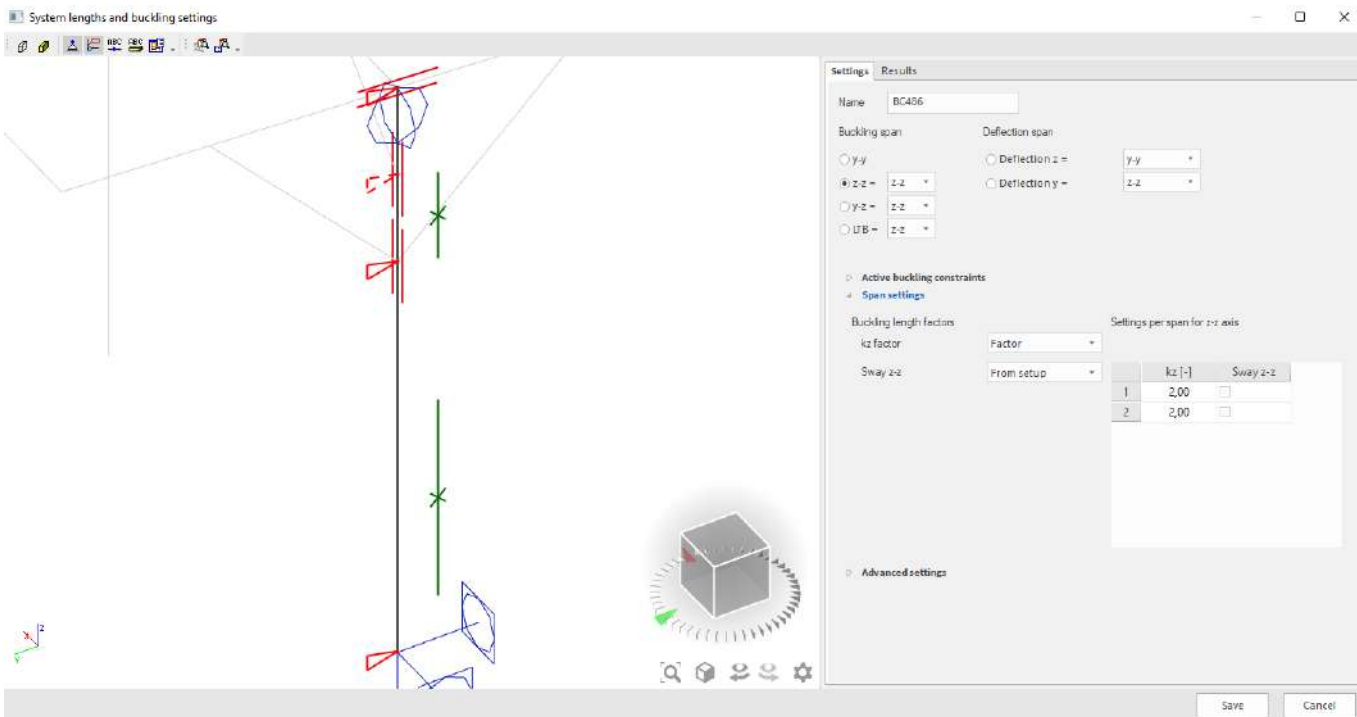 System lengths and buckling settings
ABC ABC
Settings Results
Name BC486
Buckling span Deflection span
y-y Deflection z = y-y
z-z = z-z Deflection y = z-z
y-z = z-z
LTB = z-z
Active buckling constraints
Span settings
Buckling length factors Settings per span for z-z axis
kz factor Factor
Sway z-z From setup
kz [-] Sway z-z
1 2,00
2 2,00
Advanced settings
z
x
y
Save Cancel